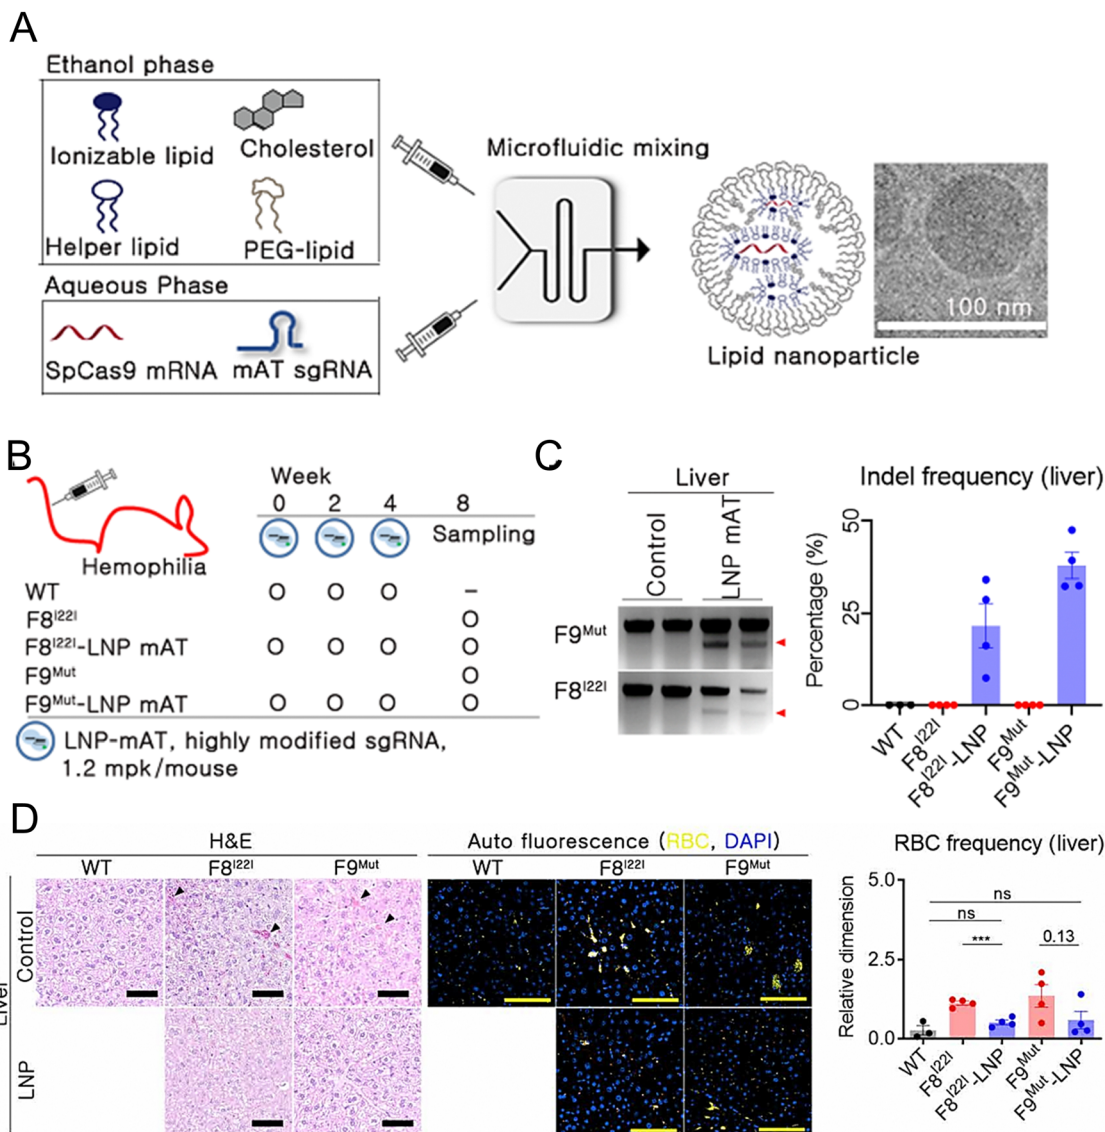 A
Ethanol phase
Ionizable lipid
Cholesterol
Helper lipid
PEG-lipid
Aqueous Phase
SpCas9 mRNA
mAT sgRNA
Microfluidic mixing
100 nm
Lipid nanoparticle
B
Hemophilia
Week
0 2 4 8
Sampling
WT O O O –
F8I22I O
F8I22I-LNP mAT O O O O
F9Mut O
F9Mut-LNP mAT O O O O
LNP-mAT, highly modified sgRNA,
1.2 mpk/mouse
C
Liver
Control
LNP mAT
F9Mut
F8I22I
Indel frequency (liver)
Percentage (%)
50
25
0
WT
F8I22I
F8I22I-LNP
F9Mut
F9Mut-LNP
D
H&E
WT F8I22I F9Mut
Auto fluorescence (RBC, DAPI)
WT F8I22I F9Mut
Liver
Control
LNP
RBC frequency (liver)
Relative dimension
5.0
2.5
0.0
ns
ns
***
0.13
WT
F8I22I
F8I22I-LNP
F9Mut
F9Mut-LNP